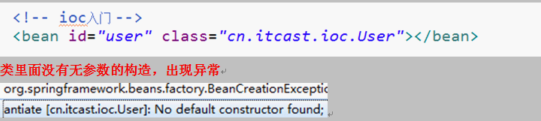 <!-- ioc入门 -->
<bean id="user" class="cn.itcast.ioc.User"></bean>
类里面没有无参数的构造，出现异常
org.springframework.beans.factory.BeanCreationExceptic
antiate [cn.itcast.ioc.User]: No default constructor found;